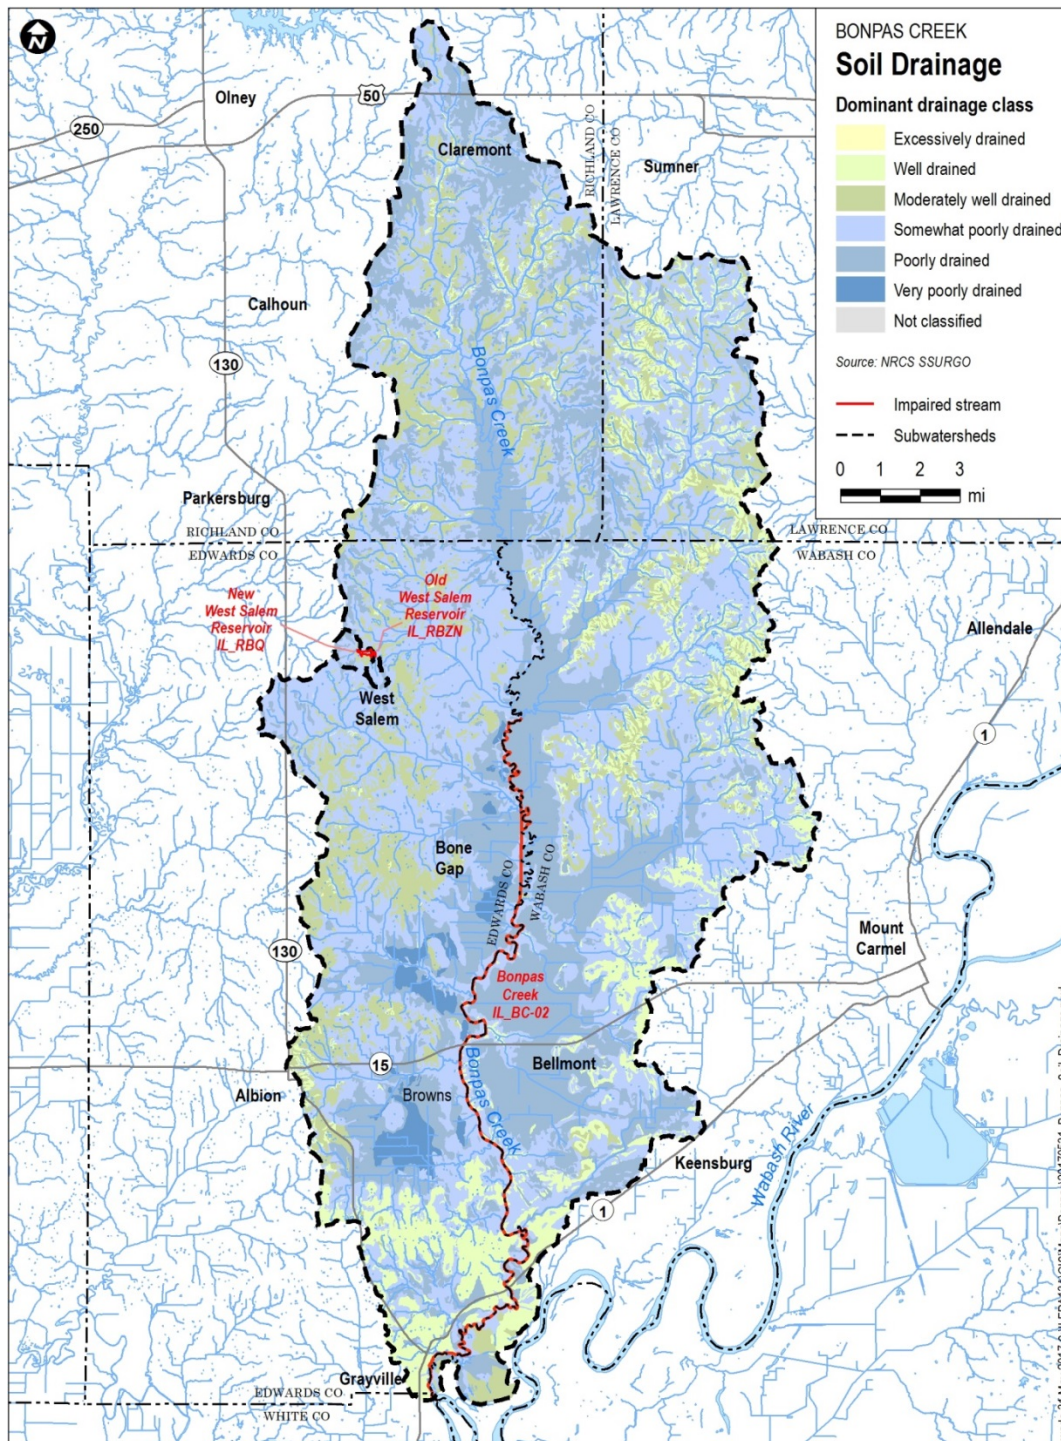 N
BONPAS CREEK
Soil Drainage
Dominant drainage class
Excessively drained
Well drained
Moderately well drained
Somewhat poorly drained
Poorly drained
Very poorly drained
Not classified
Source: NRCS SSURGO
Impaired stream
Subwatersheds
0 1 2 3
mi
Olney
50
250
Claremont
RICHLAND CO
LAWRENCE CO
Sumner
Calhoun
130
Bonpas Creek
Parkersburg
RICHLAND CO
EDWARDS CO
LAWRENCE CO
WABASH CO
New
West Salem
Reservoir
IL_RBQ
Old
West Salem
Reservoir
IL_RBZN
Allendale
West
Salem
1
Bone
Gap
EDWARDS CO
WABASH CO
Mount
Carmel
130
Bonpas
Creek
IL_BC-02
15
Bellmont
Albion
Browns
Bonpas Creek
Wabash River
Keensburg
1
Grayville
EDWARDS CO
WHITE CO